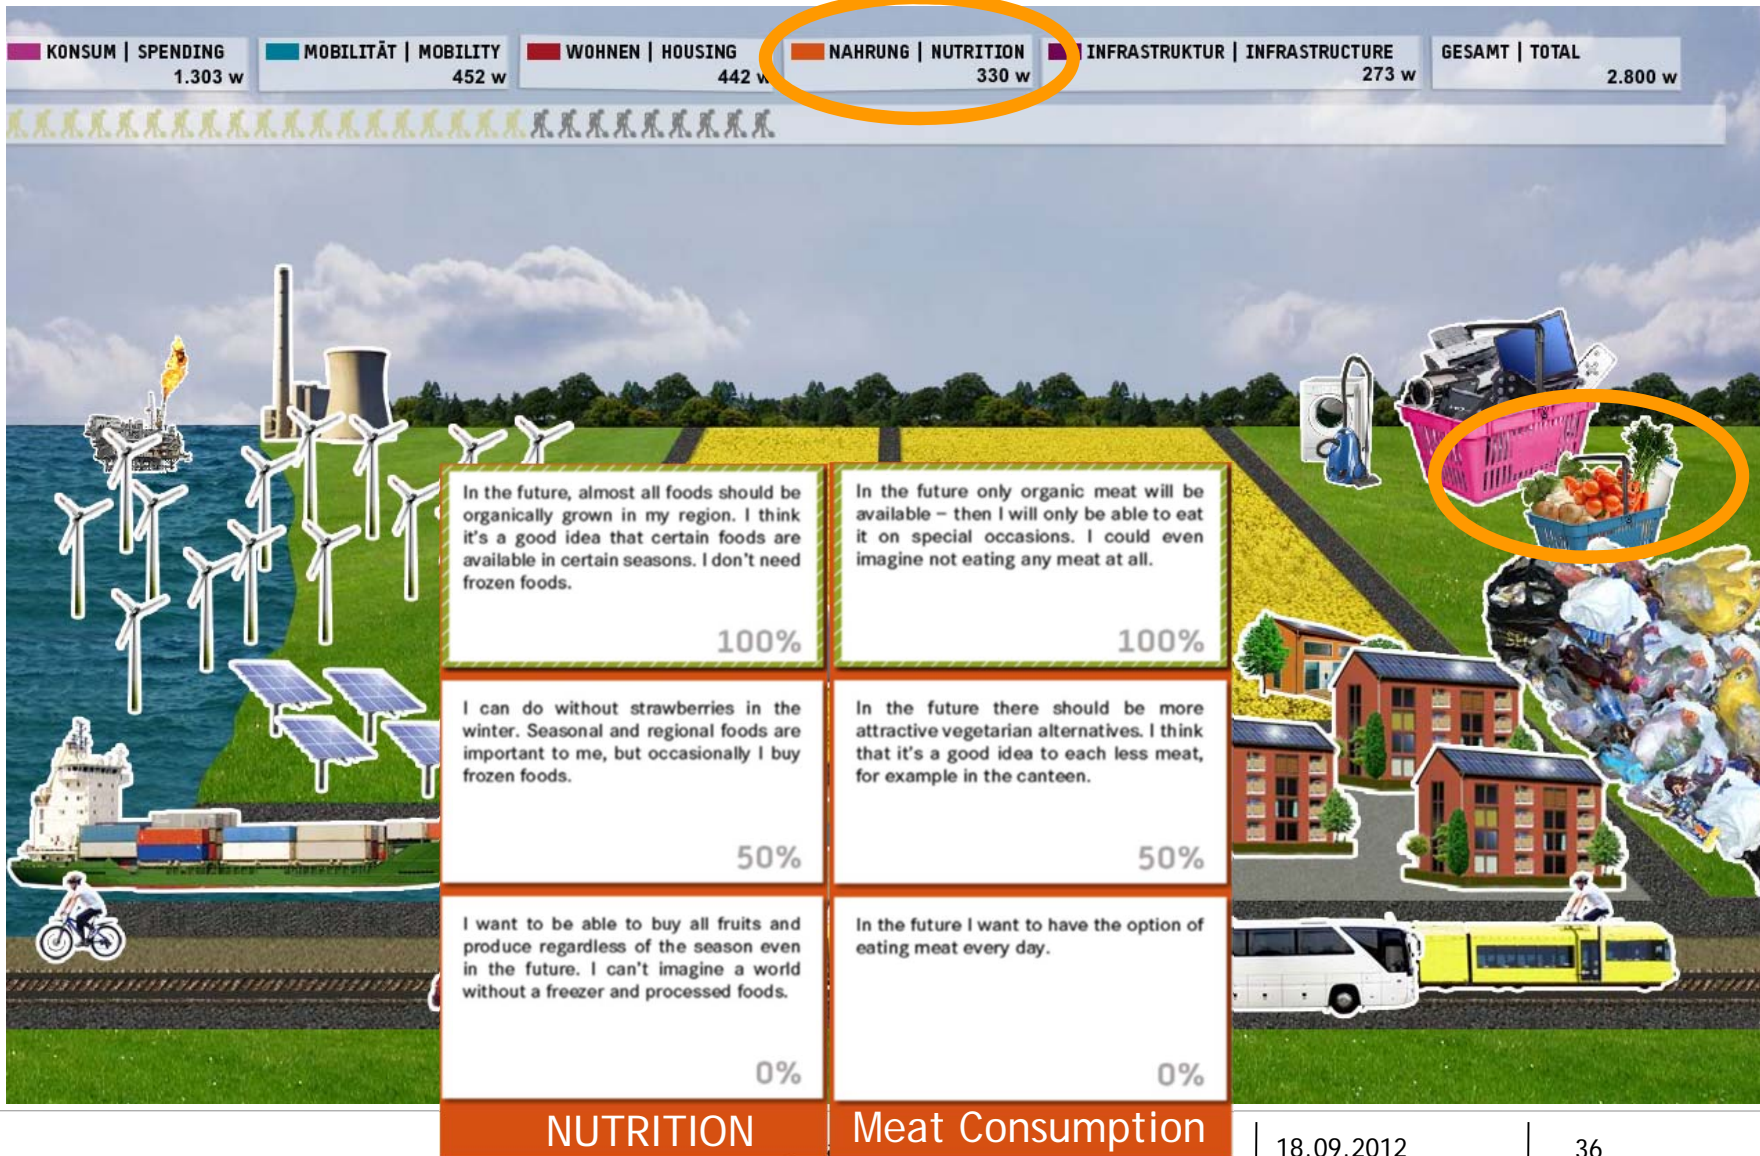 KONSUM | SPENDING
1.303 w
MOBILITÄT | MOBILITY
452 w
WOHNEN | HOUSING
442 w
NAHRUNG | NUTRITION
330 w
INFRASTRUKTUR | INFRASTRUCTURE
273 w
GESAMT | TOTAL
2.800 w
In the future, almost all foods should be
organically grown in my region. I think
it's a good idea that certain foods are
available in certain seasons. I don't need
frozen foods.
100%
In the future only organic meat will be
available – then I will only be able to eat
it on special occasions. I could even
imagine not eating any meat at all.
100%
I can do without strawberries in the
winter. Seasonal and regional foods are
important to me, but occasionally I buy
frozen foods.
50%
In the future there should be more
attractive vegetarian alternatives. I think
that it's a good idea to each less meat,
for example in the canteen.
50%
I want to be able to buy all fruits and
produce regardless of the season even
in the future. I can't imagine a world
without a freezer and processed foods.
0%
In the future I want to have the option of
eating meat every day.
0%
NUTRITION
Meat Consumption
18.09.2012
36